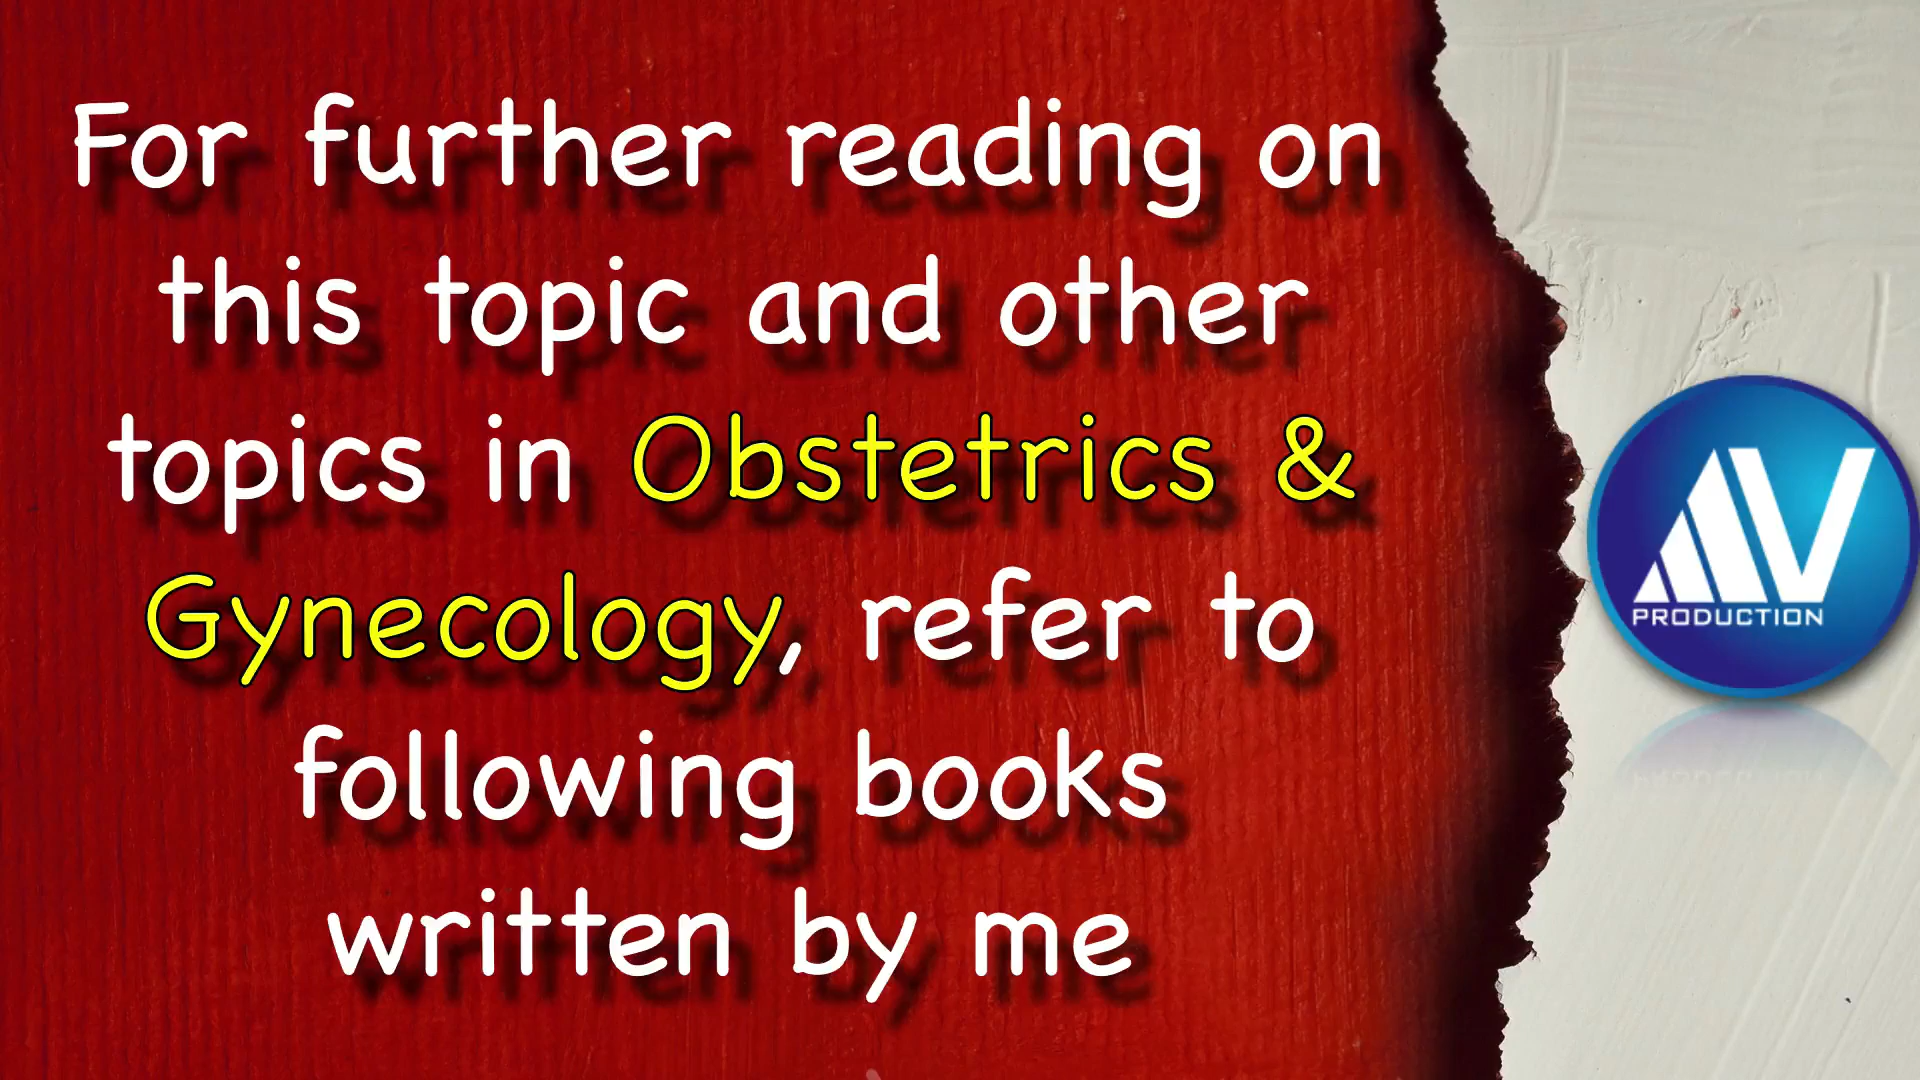 For further reading on
this topic and other
topics in Obstetrics &
Gynecology, refer to
following books
written by me
AV
PRODUCTION